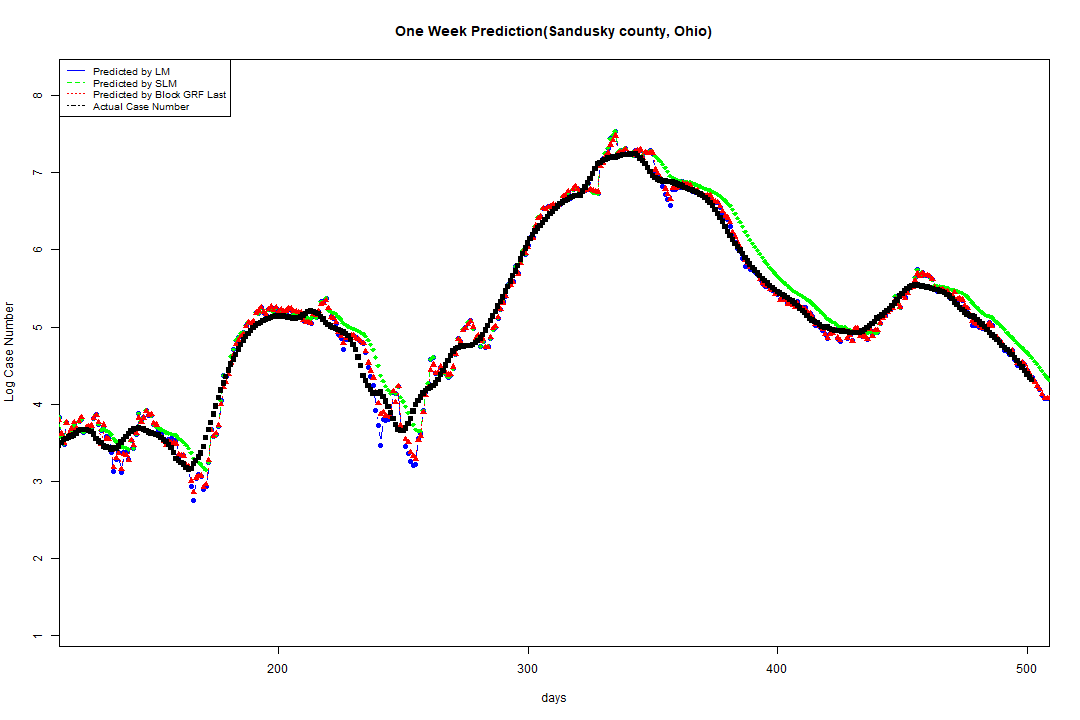 One Week Prediction(Sandusky county, Ohio)
Predicted by LM
Predicted by SLM
Predicted by Block GRF Last
Actual Case Number
8
7
6
5
4
3
2
1
Log Case Number
200
300
400
500
days